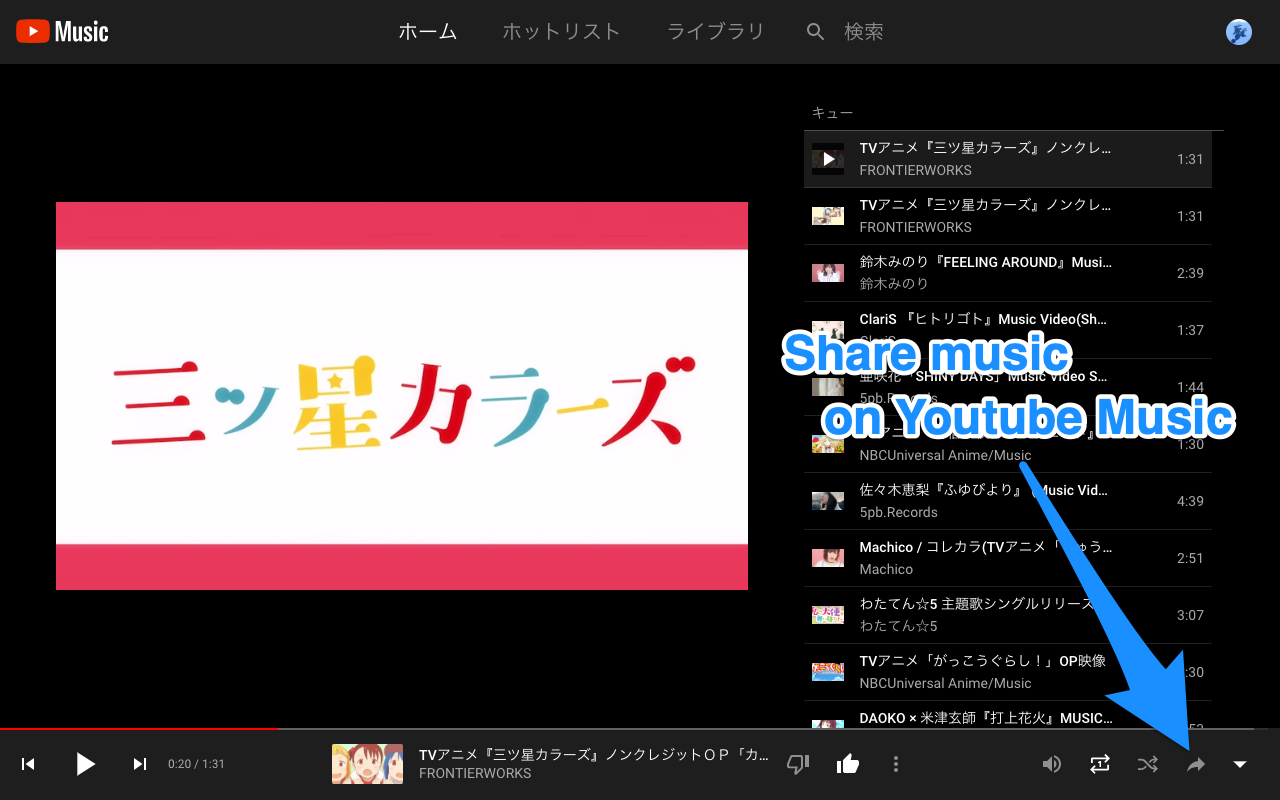 Music
ホーム
ホットリスト
ライブラリ
検索
三ツ星カラーズ
キュー
TVアニメ『三ツ星カラーズ』ノンクレ...
1:31
FRONTIERWORKS
TVアニメ『三ツ星カラーズ』ノンクレ...
1:31
FRONTIERWORKS
鈴木みのり『FEELING AROUND』Musi...
2:39
鈴木みのり
ClariS 『ヒトリゴト』Music Video(Sh...
1:37
Share music
亜咲花「SHINY DAYS」Music Video S...
1:44
5pb.Records
on Youtube Music
1:30
NBCUniversal Anime/Music
佐々木恵梨『ふゆびより』 (Music Vid...
4:39
5pb.Records
Machico / コレカラ(TVアニメ「
2:51
Machico
わたてん☆5 主題歌シングルリリース
3:07
わたてん☆5
TVアニメ「がっこうぐらし！」OP映像
:30
NBCUniversal Anime/Music
DAOKO × 米津玄師『打上花火』MUSIC...
0:20 / 1:31
TVアニメ『三ツ星カラーズ』ノンクレジットＯＰ「カ...
FRONTIERWORKS